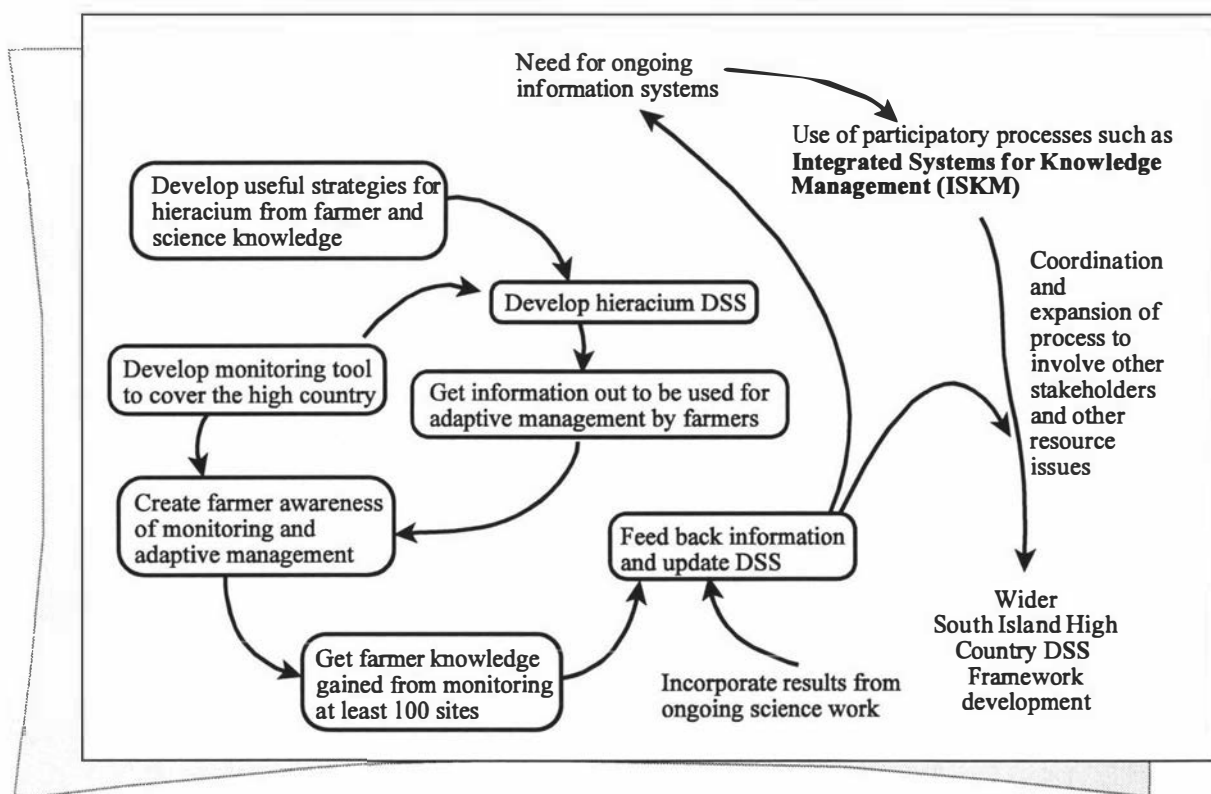 Need for ongoing
information systems
Use of participatory processes such as
Integrated Systems for Knowledge
Management (ISKM)
Develop useful strategies for
hieracium from farmer and
science knowledge
Coordination
and
expansion of
process to
involve other
stakeholders
and other
resource
issues
Develop hieracium DSS
Develop monitoring tool
to cover the high country
Get information out to be used for
adaptive management by farmers
Create farmer awareness
of monitoring and
adaptive management
Feed back information
and update DSS
Wider
South Island High
Country DSS
Framework
development
Get farmer knowledge
gained from monitoring
at least 100 sites
Incorporate results from
ongoing science work